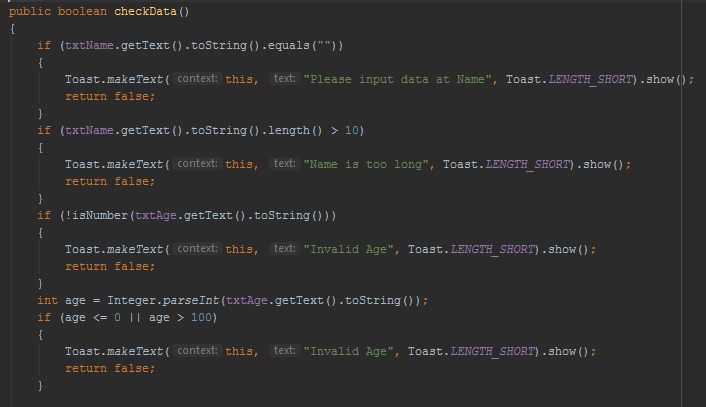 public boolean checkData()
{
if (txtName.getText().toString().equals(""))
{
Toast.makeText( context: this, text: "Please input data at Name", Toast.LENGTH_SHORT).show();
return false;
}
if (txtName.getText().toString().length() > 10)
{
Toast.makeText( context: this, text: "Name is too long", Toast.LENGTH_SHORT).show();
return false;
}
if (!isNumber(txtAge.getText().toString()))
{
Toast.makeText( context: this, text: "Invalid Age", Toast.LENGTH_SHORT).show();
return false;
}
int age = Integer.parseInt(txtAge.getText().toString());
if (age <= 0 || age > 100)
{
Toast.makeText( context: this, text: "Invalid Age", Toast.LENGTH_SHORT).show();
return false;
}